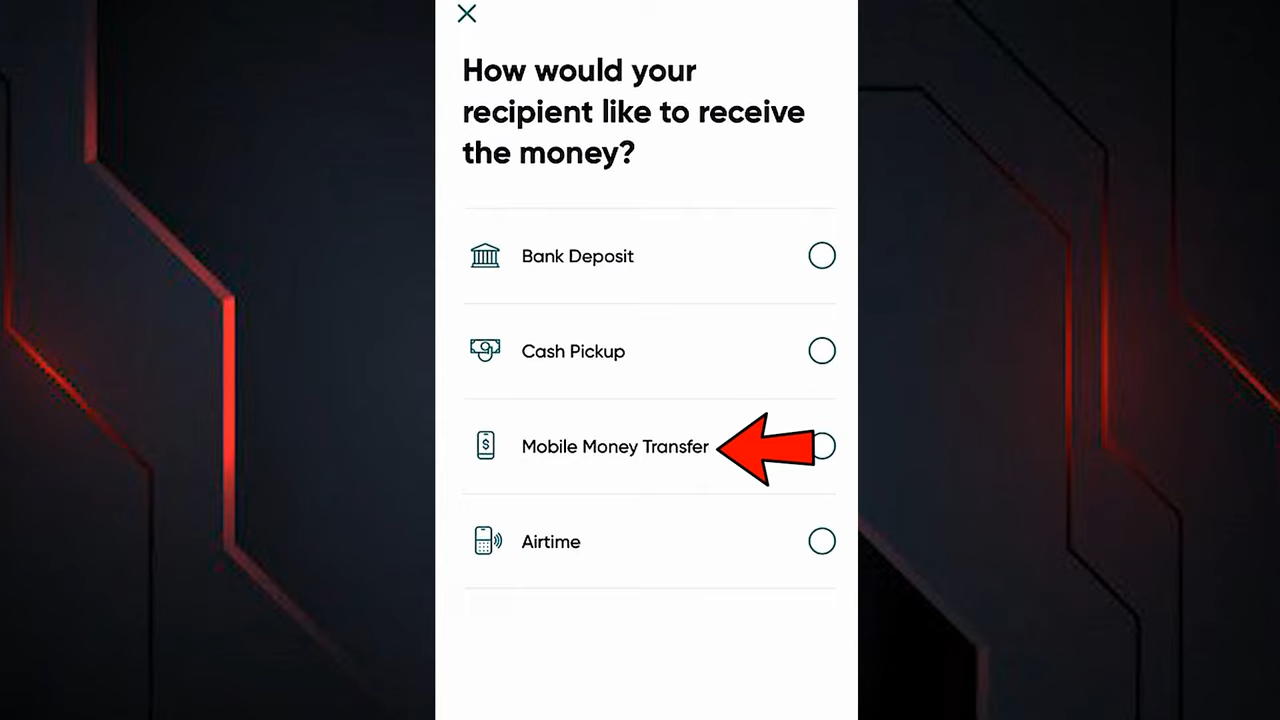 How would your
recipient like to receive
the money?
Bank Deposit
Cash Pickup
Mobile Money Transfer
Airtime